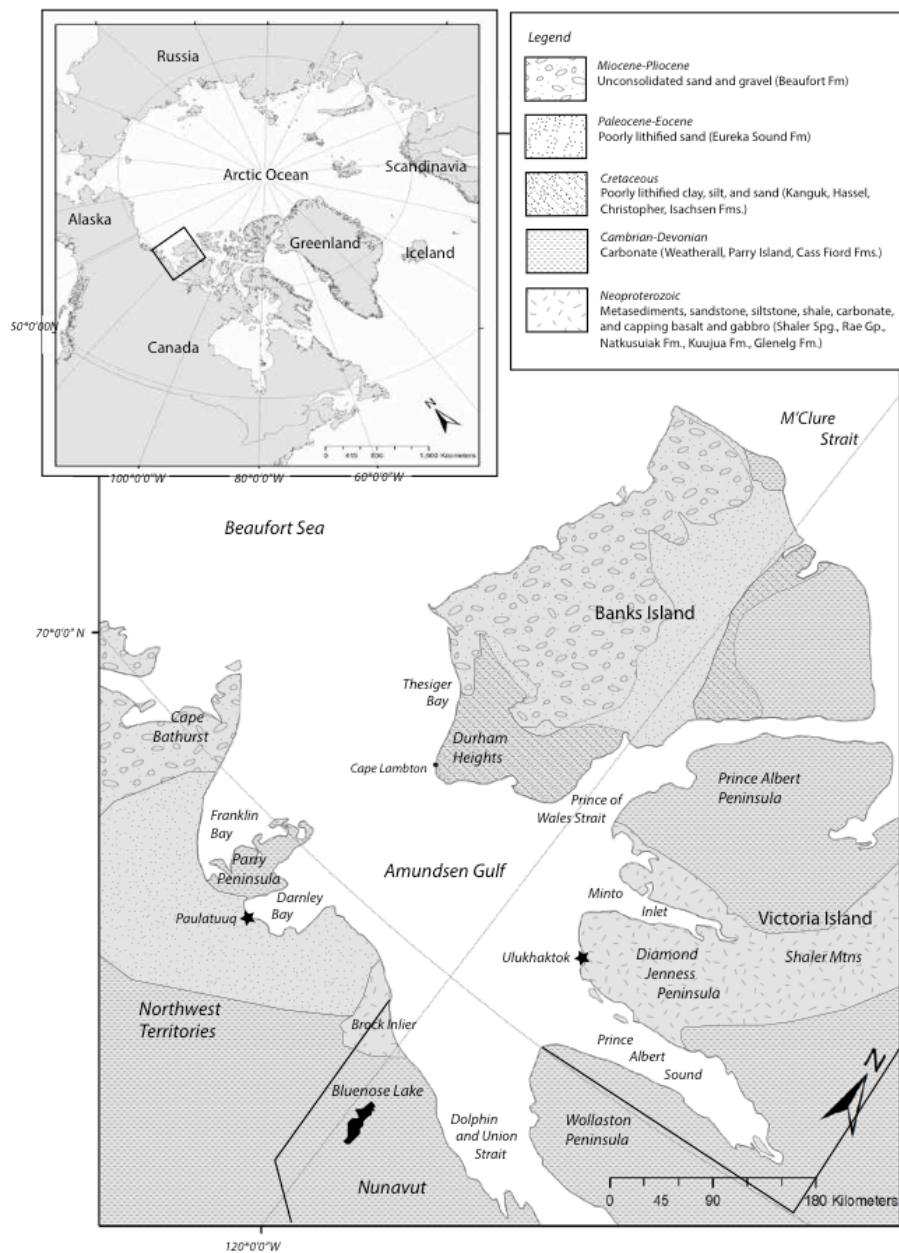 Russia
Arctic Ocean
Scandinavia
Alaska
Greenland
Iceland
50°0'0"N
Canada
N
0 415 830 1,660 Kilometers
100°0'0"W
80°0'0"W
60°0'0"W
Legend
Miocene-Pliocene
Unconsolidated sand and gravel (Beaufort Fm)
Paleocene-Eocene
Poorly lithified sand (Eureka Sound Fm)
Cretaceous
Poorly lithified clay, silt, and sand (Kanguk, Hassel,
Christopher, Isachsen Fms.)
Cambrian-Devonian
Carbonate (Weatherall, Parry Island, Cass Fiord Fms.)
Neoproterozoic
Metasediments, sandstone, siltstone, shale, carbonate,
and capping basalt and gabbro (Shaler Spg., Rae Gp.,
Natkusuiak Fm., Kuujua Fm., Glenelg Fm.)
M'Clure
Strait
Beaufort Sea
70°0'0" N
Banks Island
Thesiger
Bay
Cape
Bathurst
Durham
Heights
Cape Lambton
Prince of
Wales Strait
Prince Albert
Peninsula
Franklin
Bay
Parry
Peninsula
Amundsen Gulf
Darnley
Bay
Minto
Inlet
Paulatuuq
Victoria Island
Ulukhaktok
Diamond
Jenness
Peninsula
Shaler Mtns
Northwest
Territories
Brock Inlier
Prince
Albert
Sound
N
Bluenose Lake
Dolphin
and Union
Strait
Wollaston
Peninsula
Nunavut
0 45 90 180 Kilometers
120°0'0"W